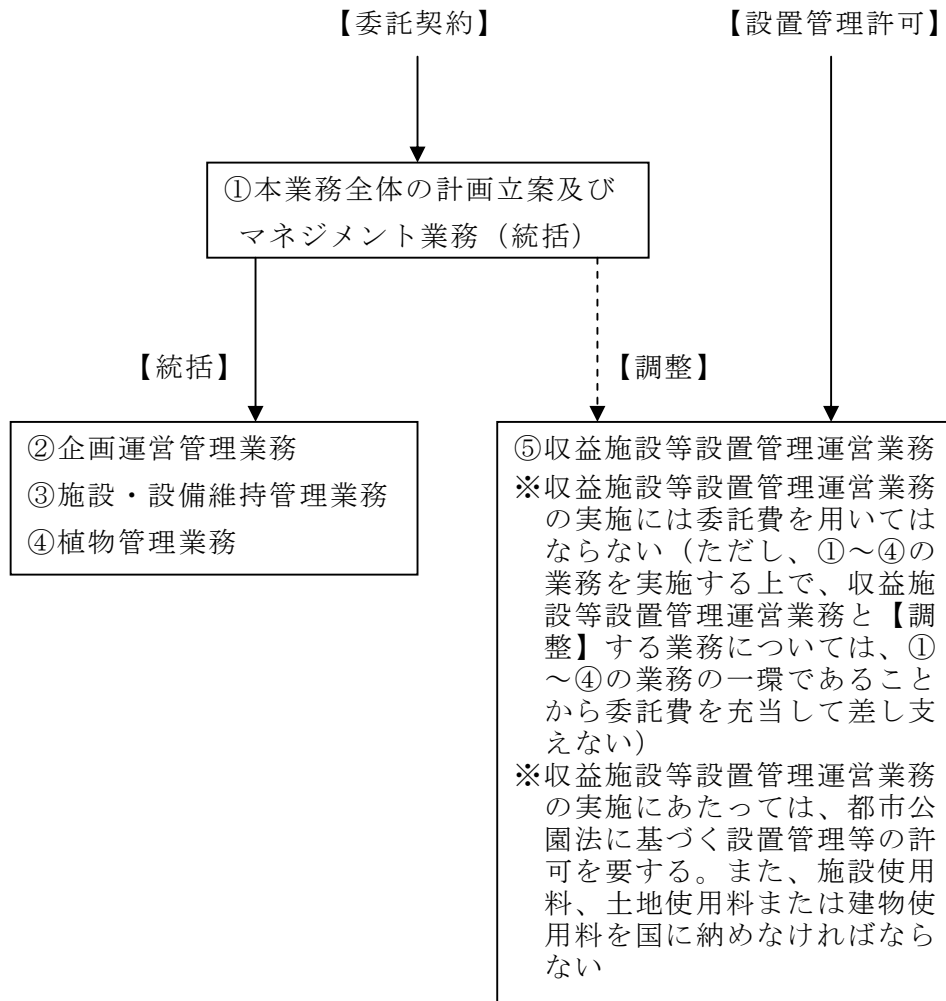 【委託契約】
【設置管理許可】
①本業務全体の計画立案及び
マネジメント業務（統括）
【統括】
【調整】
②企画運営管理業務
③施設・設備維持管理業務
④植物管理業務
⑤収益施設等設置管理運営業務
※収益施設等設置管理運営業務
の実施には委託費を用いては
ならない（ただし、①～④の
業務を実施する上で、収益施
設等設置管理運営業務と【調
整】する業務については、①
～④の業務の一環であること
から委託費を充当して差し支
えない）
※収益施設等設置管理運営業務
の実施にあたっては、都市公
園法に基づく設置管理等の許
可を要する。また、施設使用
料、土地使用料または建物使
用料を国に納めなければなら
ない